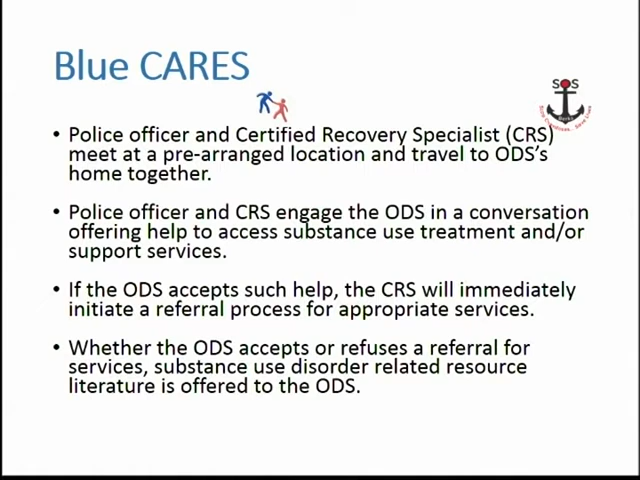 Blue CARES
SOS
Berks
• Police officer and Certified Recovery Specialist (CRS)
meet at a pre-arranged location and travel to ODS's
home together.
• Police officer and CRS engage the ODS in a conversation
offering help to access substance use treatment and/or
support services.
• If the ODS accepts such help, the CRS will immediately
initiate a referral process for appropriate services.
• Whether the ODS accepts or refuses a referral for
services, substance use disorder related resource
literature is offered to the ODS.